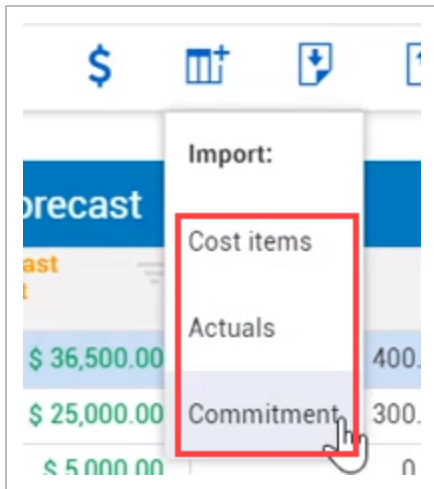 $
Import:
orecast
Cost items
ast
t
Actuals
$ 36,500.00
400.
$ 25,000.00
Commitment
300.
$ 5,000.00
0